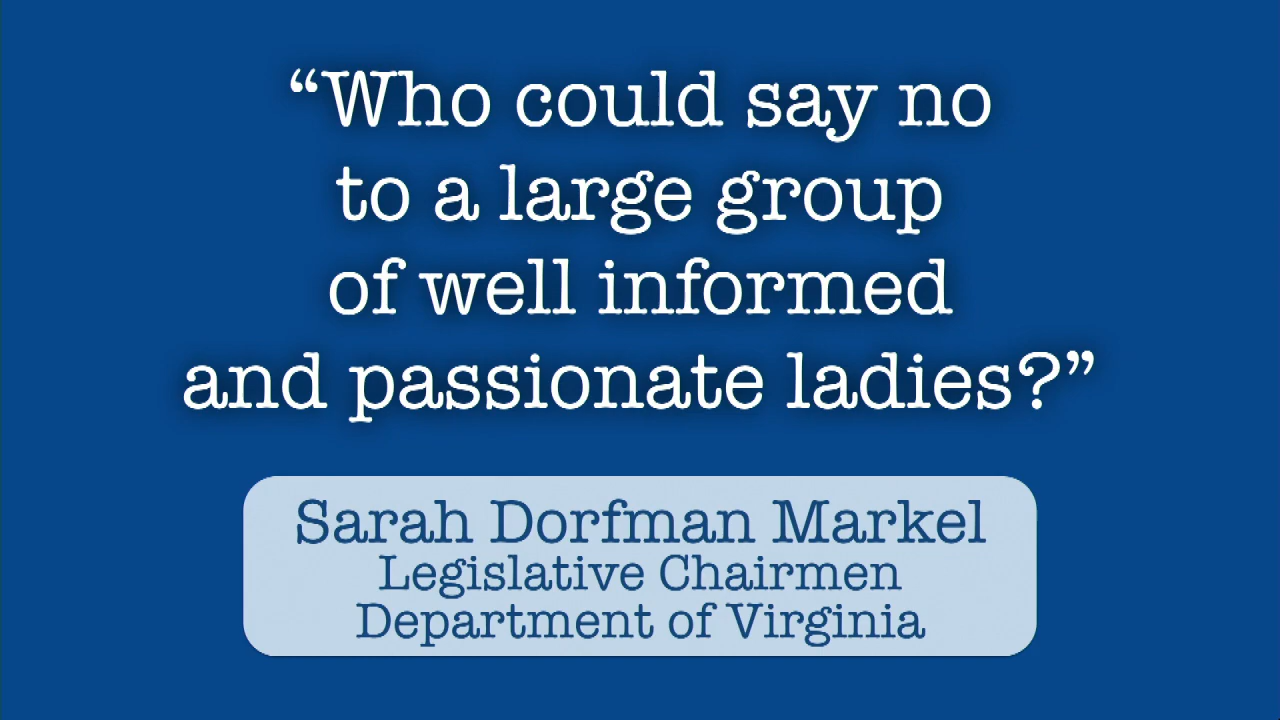 “Who could say no
to a large group
of well informed
and passionate ladies?”
Sarah Dorfman Markel
Legislative Chairmen
Department of Virginia